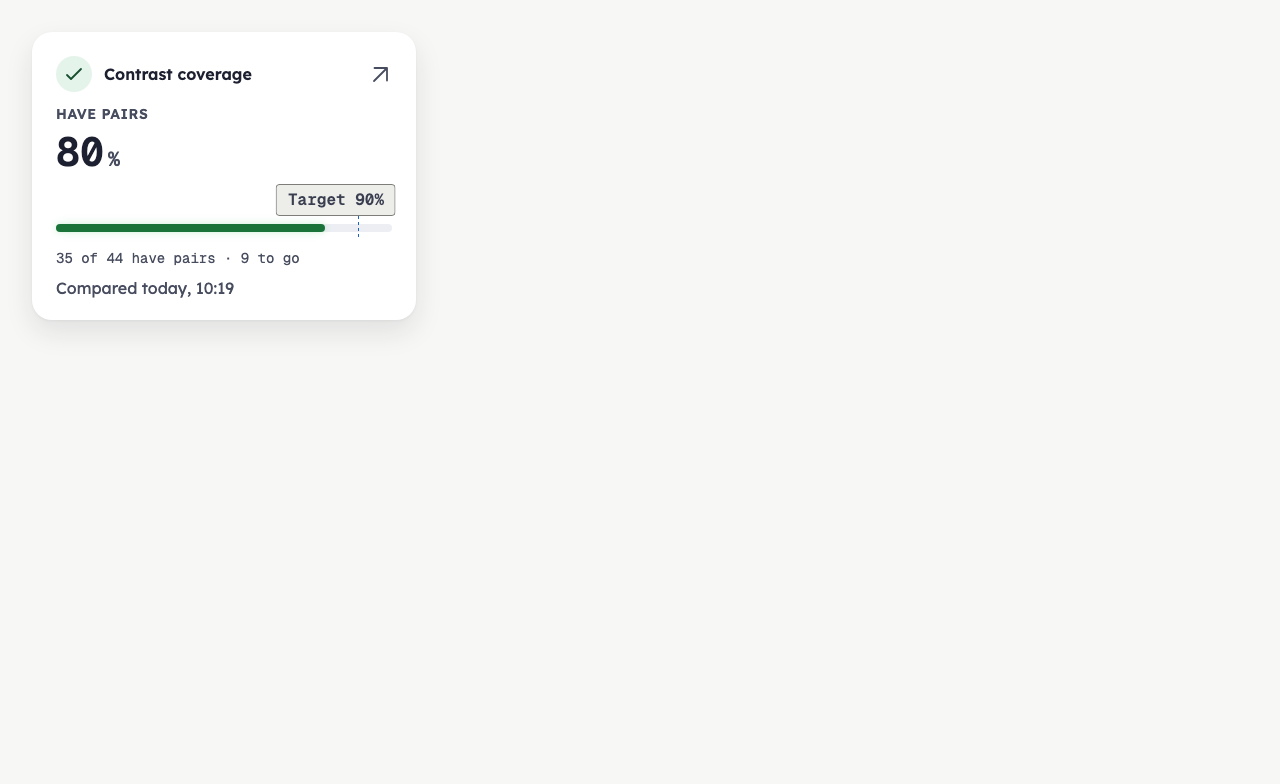 Contrast coverage
HAVE PAIRS
80%
Target 90%
35 of 44 have pairs · 9 to go
Compared today, 10:19